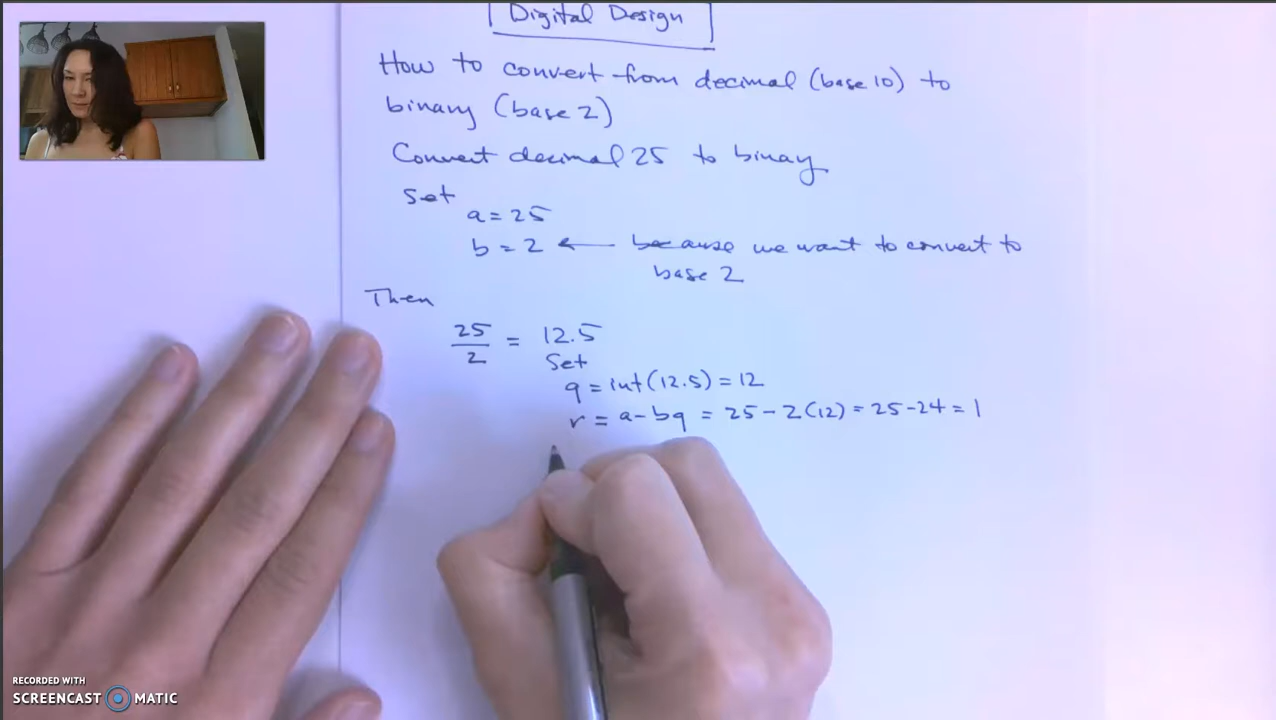 Digital Design
How to convert from decimal (base 10) to
binary (base 2)
Convert decimal 25 to binary
Set
a = 25
b = 2 ← because we want to convert to
base 2
Then
25/2 = 12.5
Set
q = int(12.5) = 12
r = a - bq = 25 - 2(12) = 25 - 24 = 1
RECORDED WITH
SCREENCAST MATIC